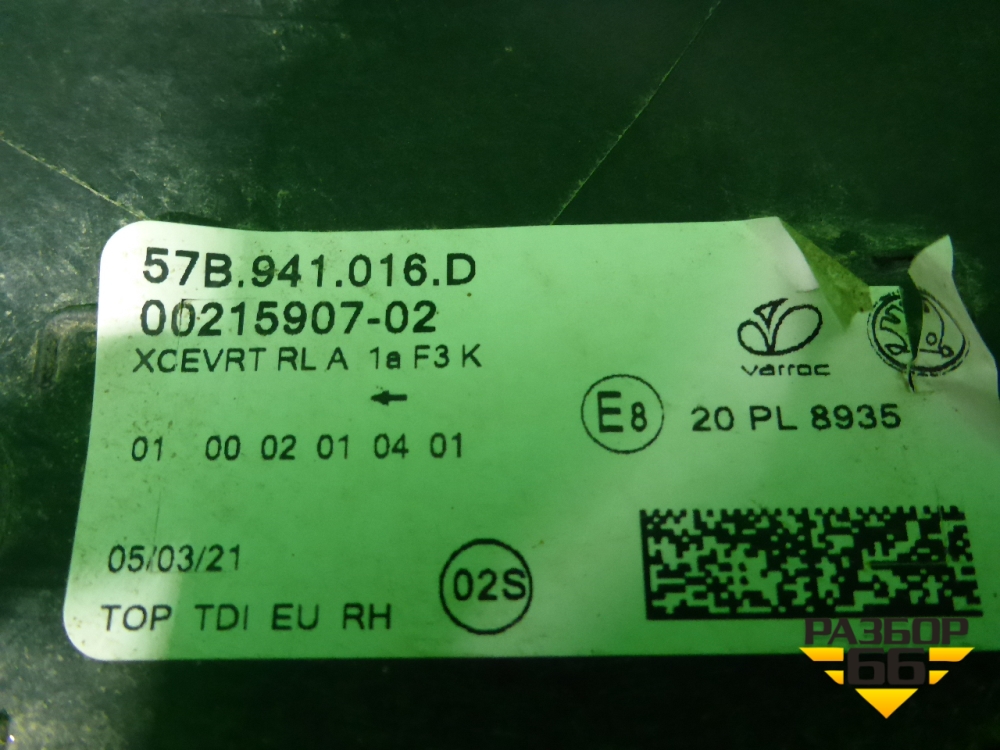 57B.941.016.D
00215907-02
XCEVRT RL A 1a F3 K
←
varroc
E8
20 PL 8935
01 00 02 01 04 01
05/03/21
02S
TOP TDI EU RH
РАЗБОР
66